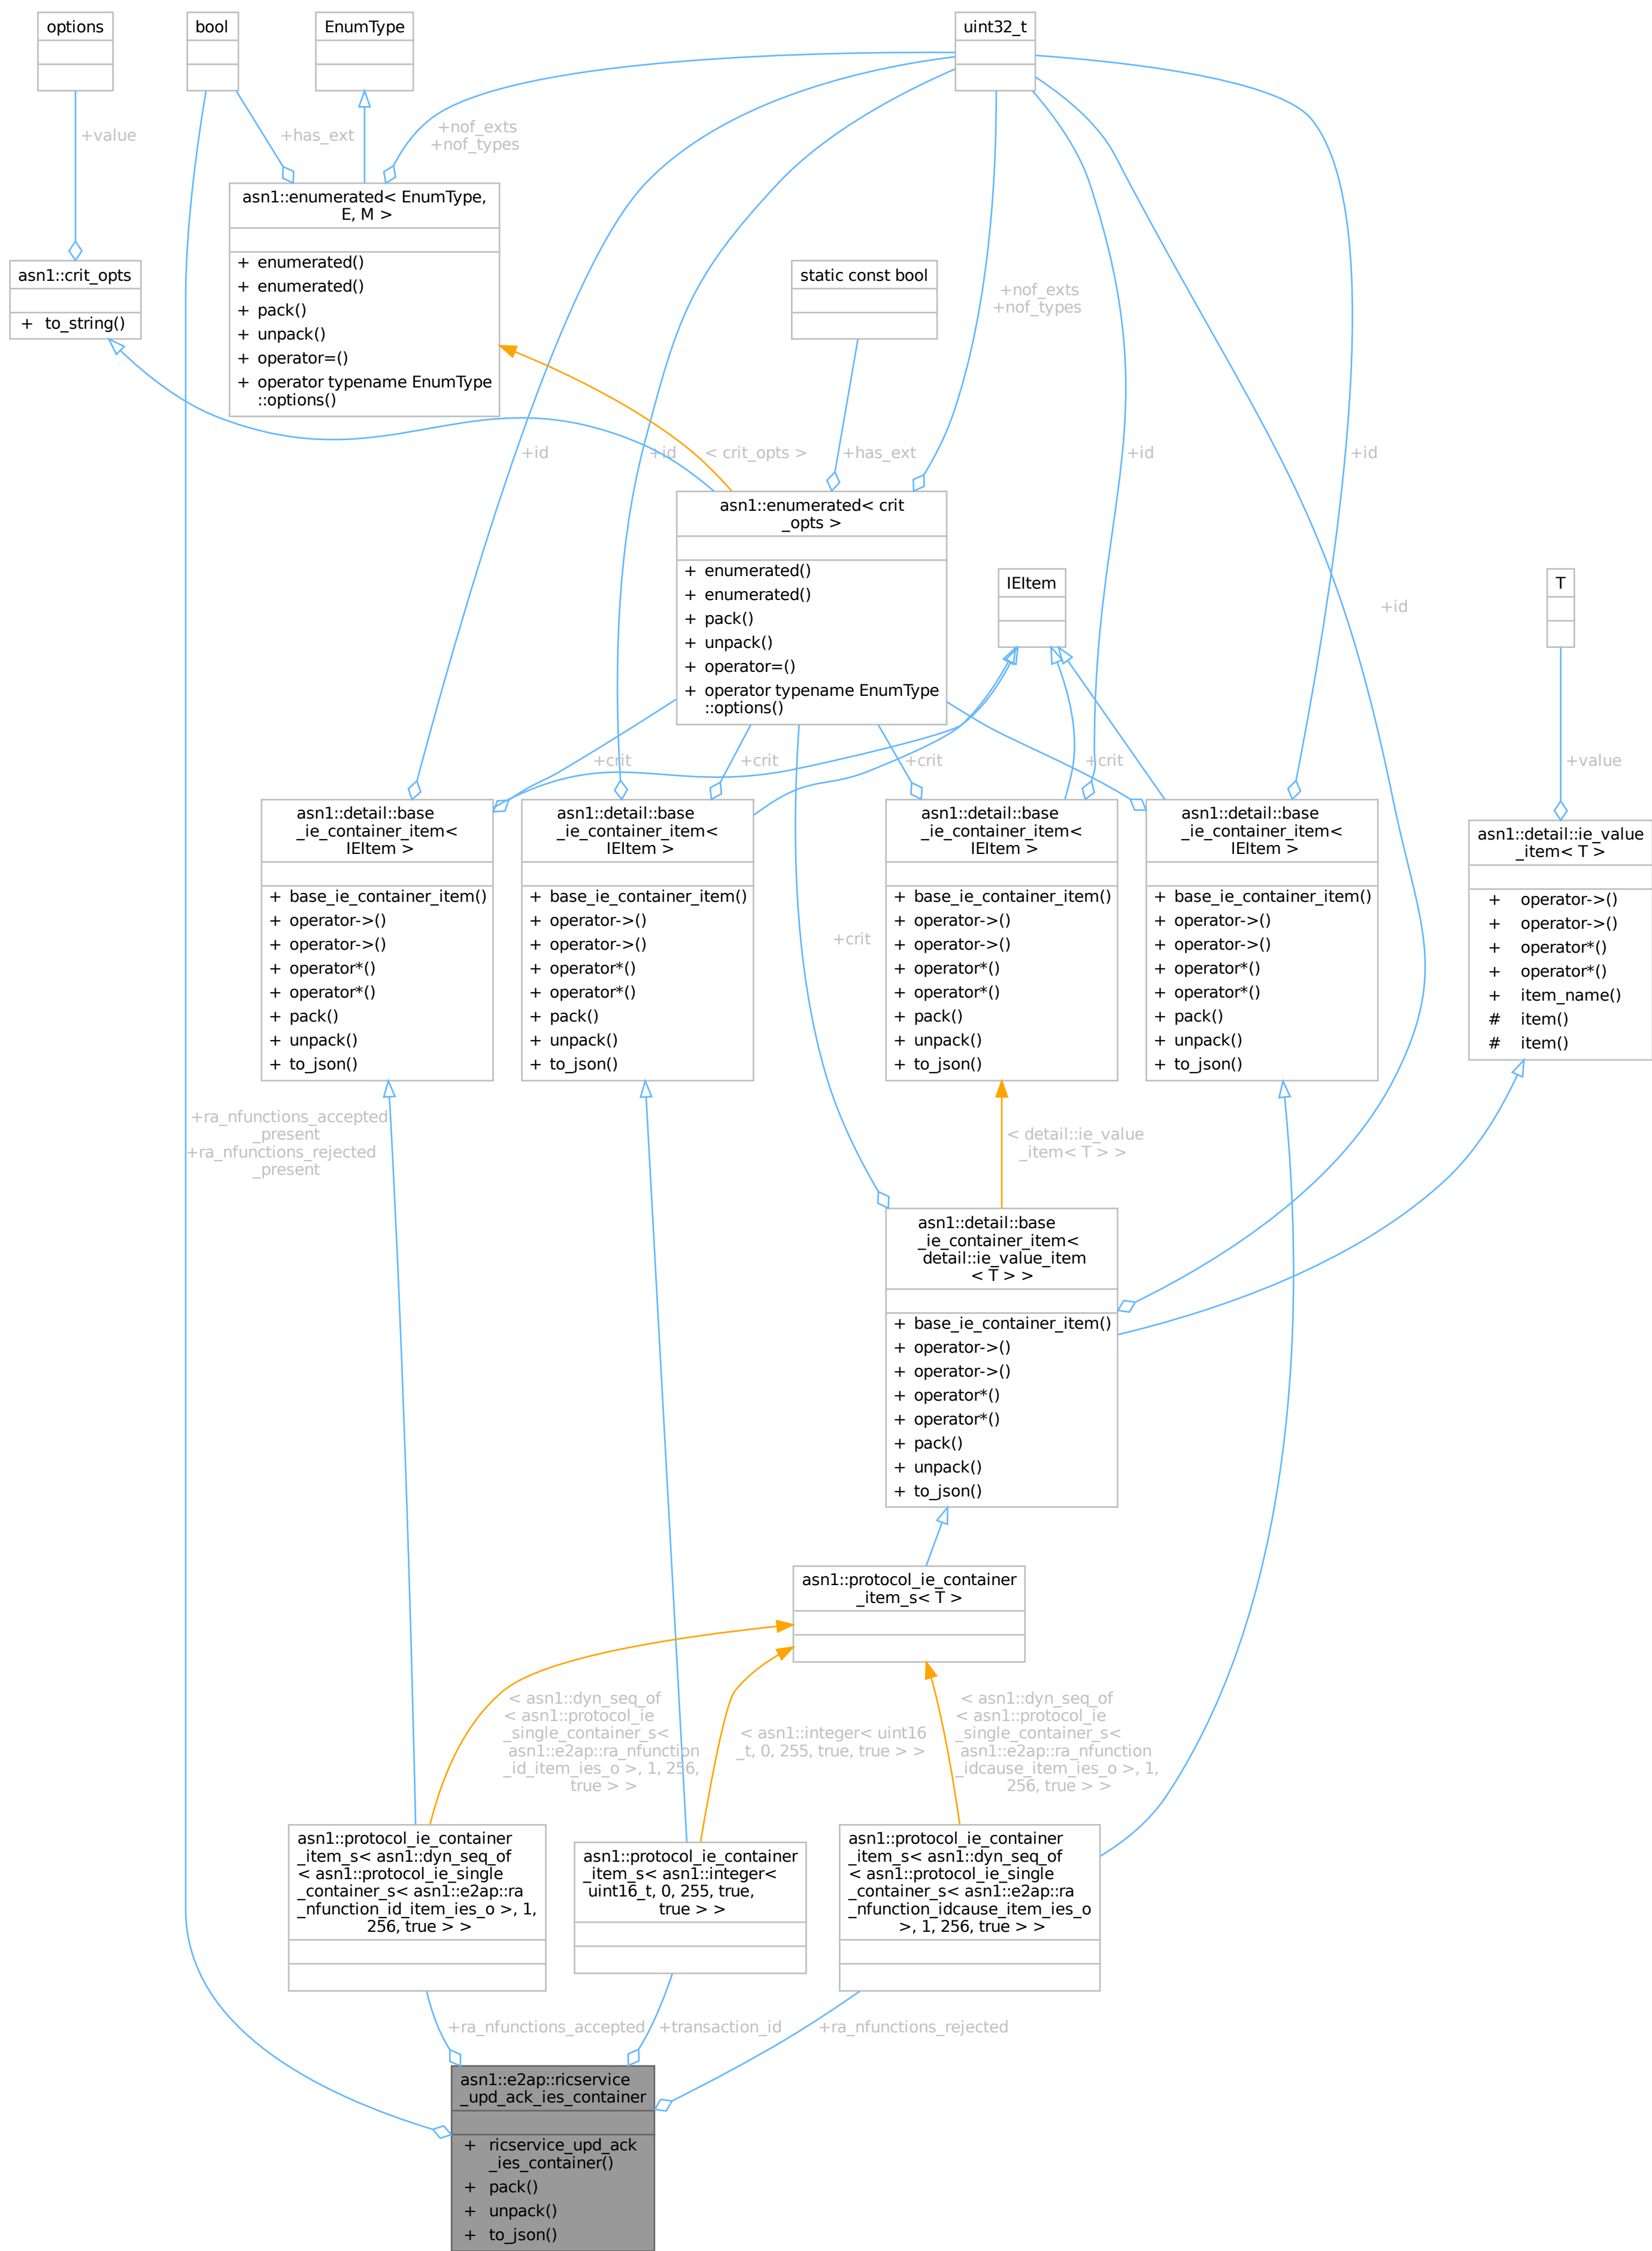 options
bool
EnumType
uint32_t
+value
+has_ext
+nof_exts
+nof_types
asn1::enumerated< EnumType,
E, M >
+ enumerated()
+ enumerated()
+ pack()
+ unpack()
+ operator=()
+ operator typename EnumType
::options()
asn1::crit_opts
+ to_string()
static const bool
+nof_exts
+nof_types
+id
+id
< crit_opts >
+has_ext
+id
+id
asn1::enumerated< crit
_opts >
+ enumerated()
+ enumerated()
+ pack()
+ unpack()
+ operator=()
+ operator typename EnumType
::options()
IEItem
+id
T
+crit
+crit
+crit
+crit
+value
asn1::detail::base
_ie_container_item<
IEItem >
+ base_ie_container_item()
+ operator->()
+ operator->()
+ operator*()
+ operator*()
+ pack()
+ unpack()
+ to_json()
asn1::detail::base
_ie_container_item<
IEItem >
+ base_ie_container_item()
+ operator->()
+ operator->()
+ operator*()
+ operator*()
+ pack()
+ unpack()
+ to_json()
+crit
asn1::detail::base
_ie_container_item<
IEItem >
+ base_ie_container_item()
+ operator->()
+ operator->()
+ operator*()
+ operator*()
+ pack()
+ unpack()
+ to_json()
asn1::detail::base
_ie_container_item<
IEItem >
+ base_ie_container_item()
+ operator->()
+ operator->()
+ operator*()
+ operator*()
+ pack()
+ unpack()
+ to_json()
asn1::detail::ie_value
_item< T >
+ operator->()
+ operator->()
+ operator*()
+ operator*()
+ item_name()
# item()
# item()
+ra_nfunctions_accepted
_present
+ra_nfunctions_rejected
_present
< detail::ie_value
_item< T > >
asn1::detail::base
_ie_container_item<
detail::ie_value_item
< T > >
+ base_ie_container_item()
+ operator->()
+ operator->()
+ operator*()
+ operator*()
+ pack()
+ unpack()
+ to_json()
asn1::protocol_ie_container
_item_s< T >
< asn1::dyn_seq_of
< asn1::protocol_ie
_single_container_s<
asn1::e2ap::ra_nfunction
_id_item_ies_o >, 1, 256,
true > >
< asn1::integer< uint16
_t, 0, 255, true, true > >
< asn1::dyn_seq_of
< asn1::protocol_ie
_single_container_s<
asn1::e2ap::ra_nfunction
_idcause_item_ies_o >, 1,
256, true > >
asn1::protocol_ie_container
_item_s< asn1::dyn_seq_of
< asn1::protocol_ie_single
_container_s< asn1::e2ap::ra
_nfunction_id_item_ies_o >, 1,
256, true > >
asn1::protocol_ie_container
_item_s< asn1::integer<
uint16_t, 0, 255, true,
true > >
asn1::protocol_ie_container
_item_s< asn1::dyn_seq_of
< asn1::protocol_ie_single
_container_s< asn1::e2ap::ra
_nfunction_idcause_item_ies_o
>, 1, 256, true > >
+ra_nfunctions_accepted
+transaction_id
+ra_nfunctions_rejected
asn1::e2ap::ricservice
_upd_ack_ies_container
+ ricservice_upd_ack
_ies_container()
+ pack()
+ unpack()
+ to_json()